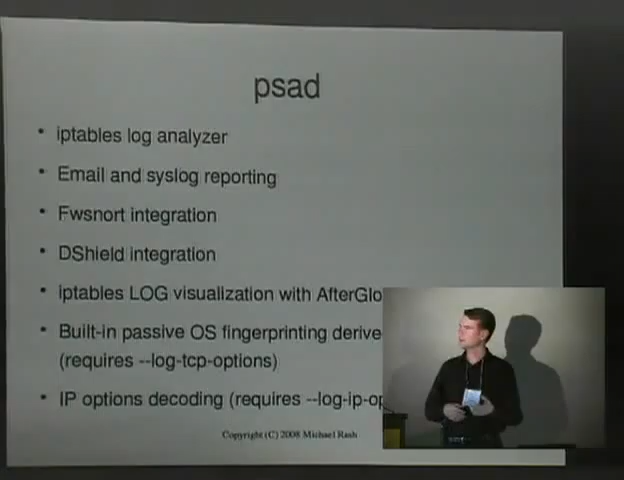 psad
• iptables log analyzer
• Email and syslog reporting
• Fwsnort integration
• DShield integration
• iptables LOG visualization with AfterGlo
• Built-in passive OS fingerprinting derive
(requires --log-tcp-options)
• IP options decoding (requires --log-ip-op
Copyright (C) 2008 Michael Rash